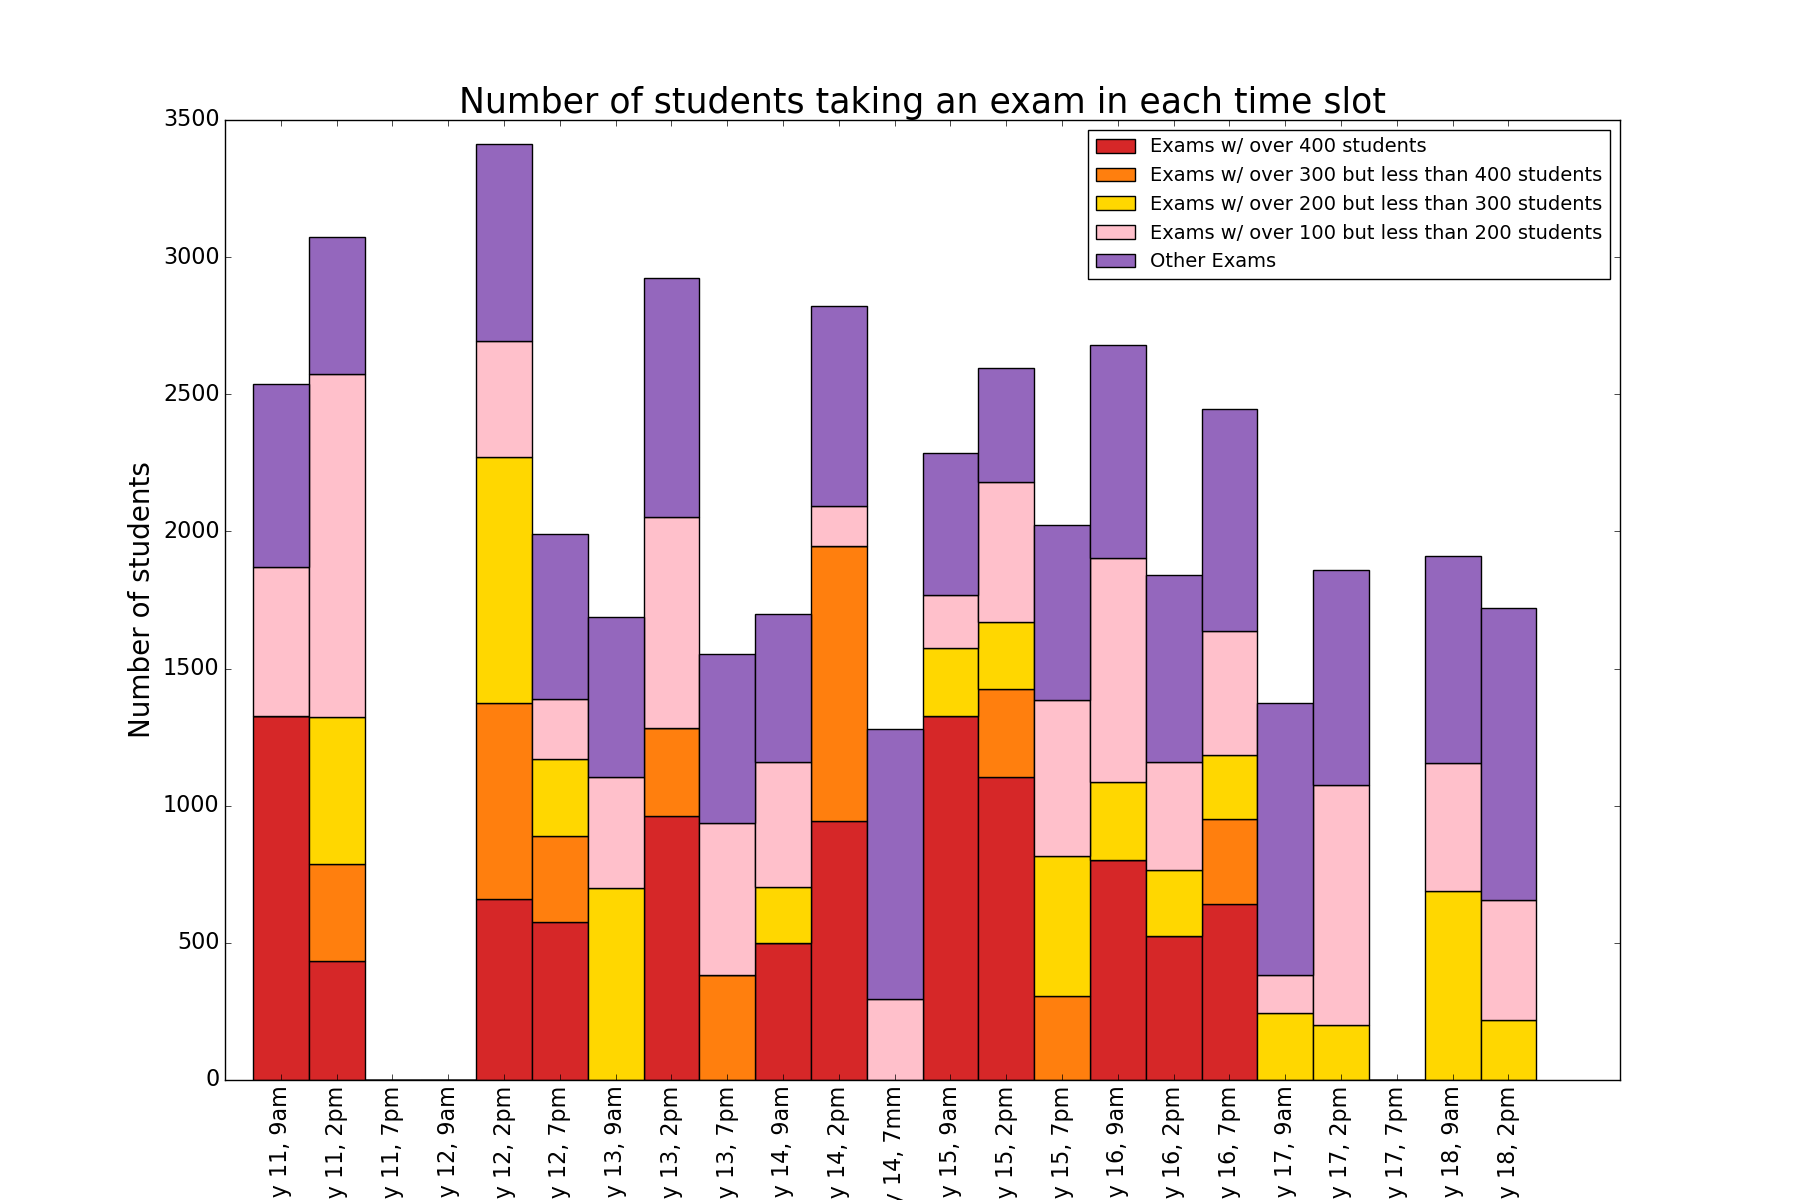 Number of students taking an exam in each time slot
3500
3000
2500
2000
1500
1000
500
0
Number of students
Exams w/ over 400 students
Exams w/ over 300 but less than 400 students
Exams w/ over 200 but less than 300 students
Exams w/ over 100 but less than 200 students
Other Exams
y 11, 9am
y 11, 2pm
y 11, 7pm
y 12, 9am
y 12, 2pm
y 12, 7pm
y 13, 9am
y 13, 2pm
y 13, 7pm
y 14, 9am
y 14, 2pm
y 14, 7mm
y 15, 9am
y 15, 2pm
y 15, 7pm
y 16, 9am
y 16, 2pm
y 16, 7pm
y 17, 9am
y 17, 2pm
y 17, 7pm
y 18, 9am
y 18, 2pm